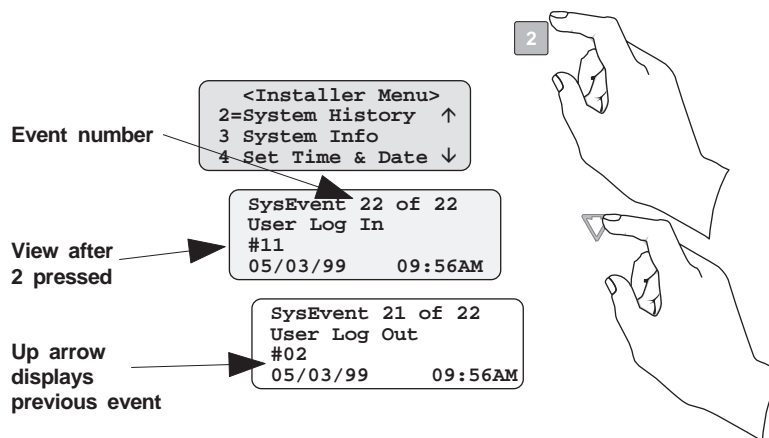 2
<Installer Menu>
2=System History ↑
3 System Info
4 Set Time & Date ↓
Event number
SysEvent 22 of 22
User Log In
#11
05/03/99 09:56AM
View after
2 pressed
SysEvent 21 of 22
User Log Out
#02
05/03/99 09:56AM
Up arrow
displays
previous event